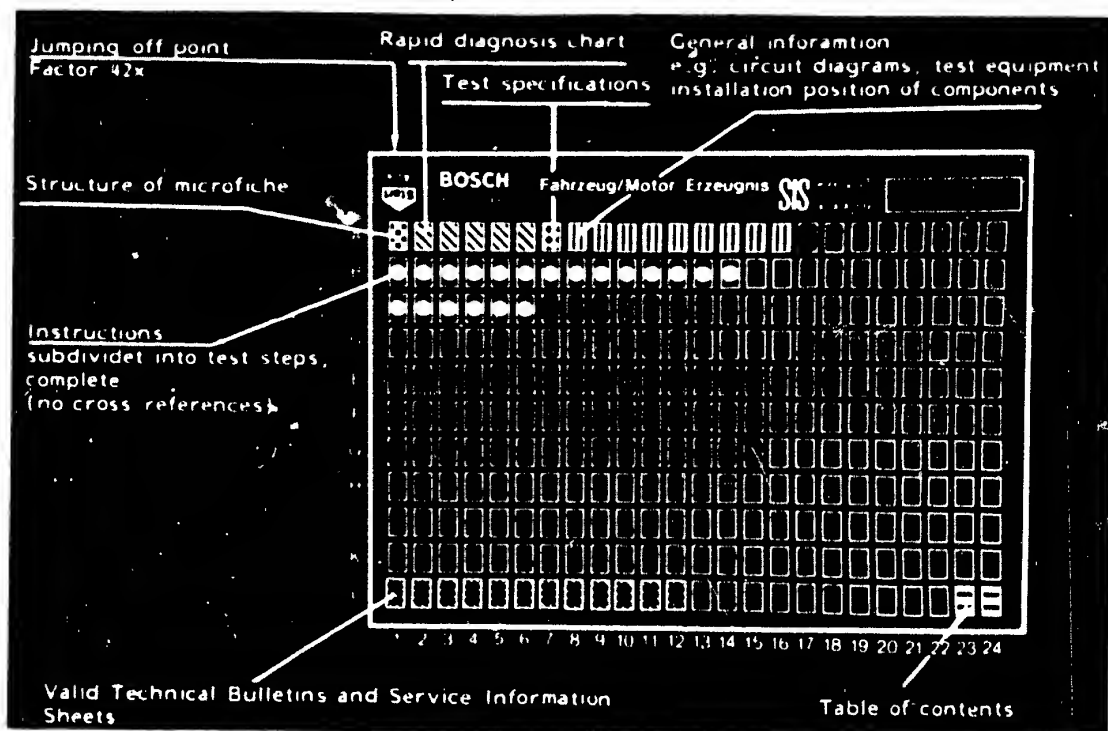 Jumping off point
Factor 42x
Rapid diagnosis chart
Test specifications
General inforamtion
e.g. circuit diagrams, test equipment
installation position of components
Structure of microfiche
BOSCH
Fahrzeug/Motor Erzeugnis
SIS
Instructions
subdividet into test steps,
complete
(no cross references)
1 2 3 4 5 6 7 8 9 10 11 12 13 14 15 16 17 18 19 20 21 22 23 24
Valid Technical Bulletins and Service Information
Sheets
Table of contents